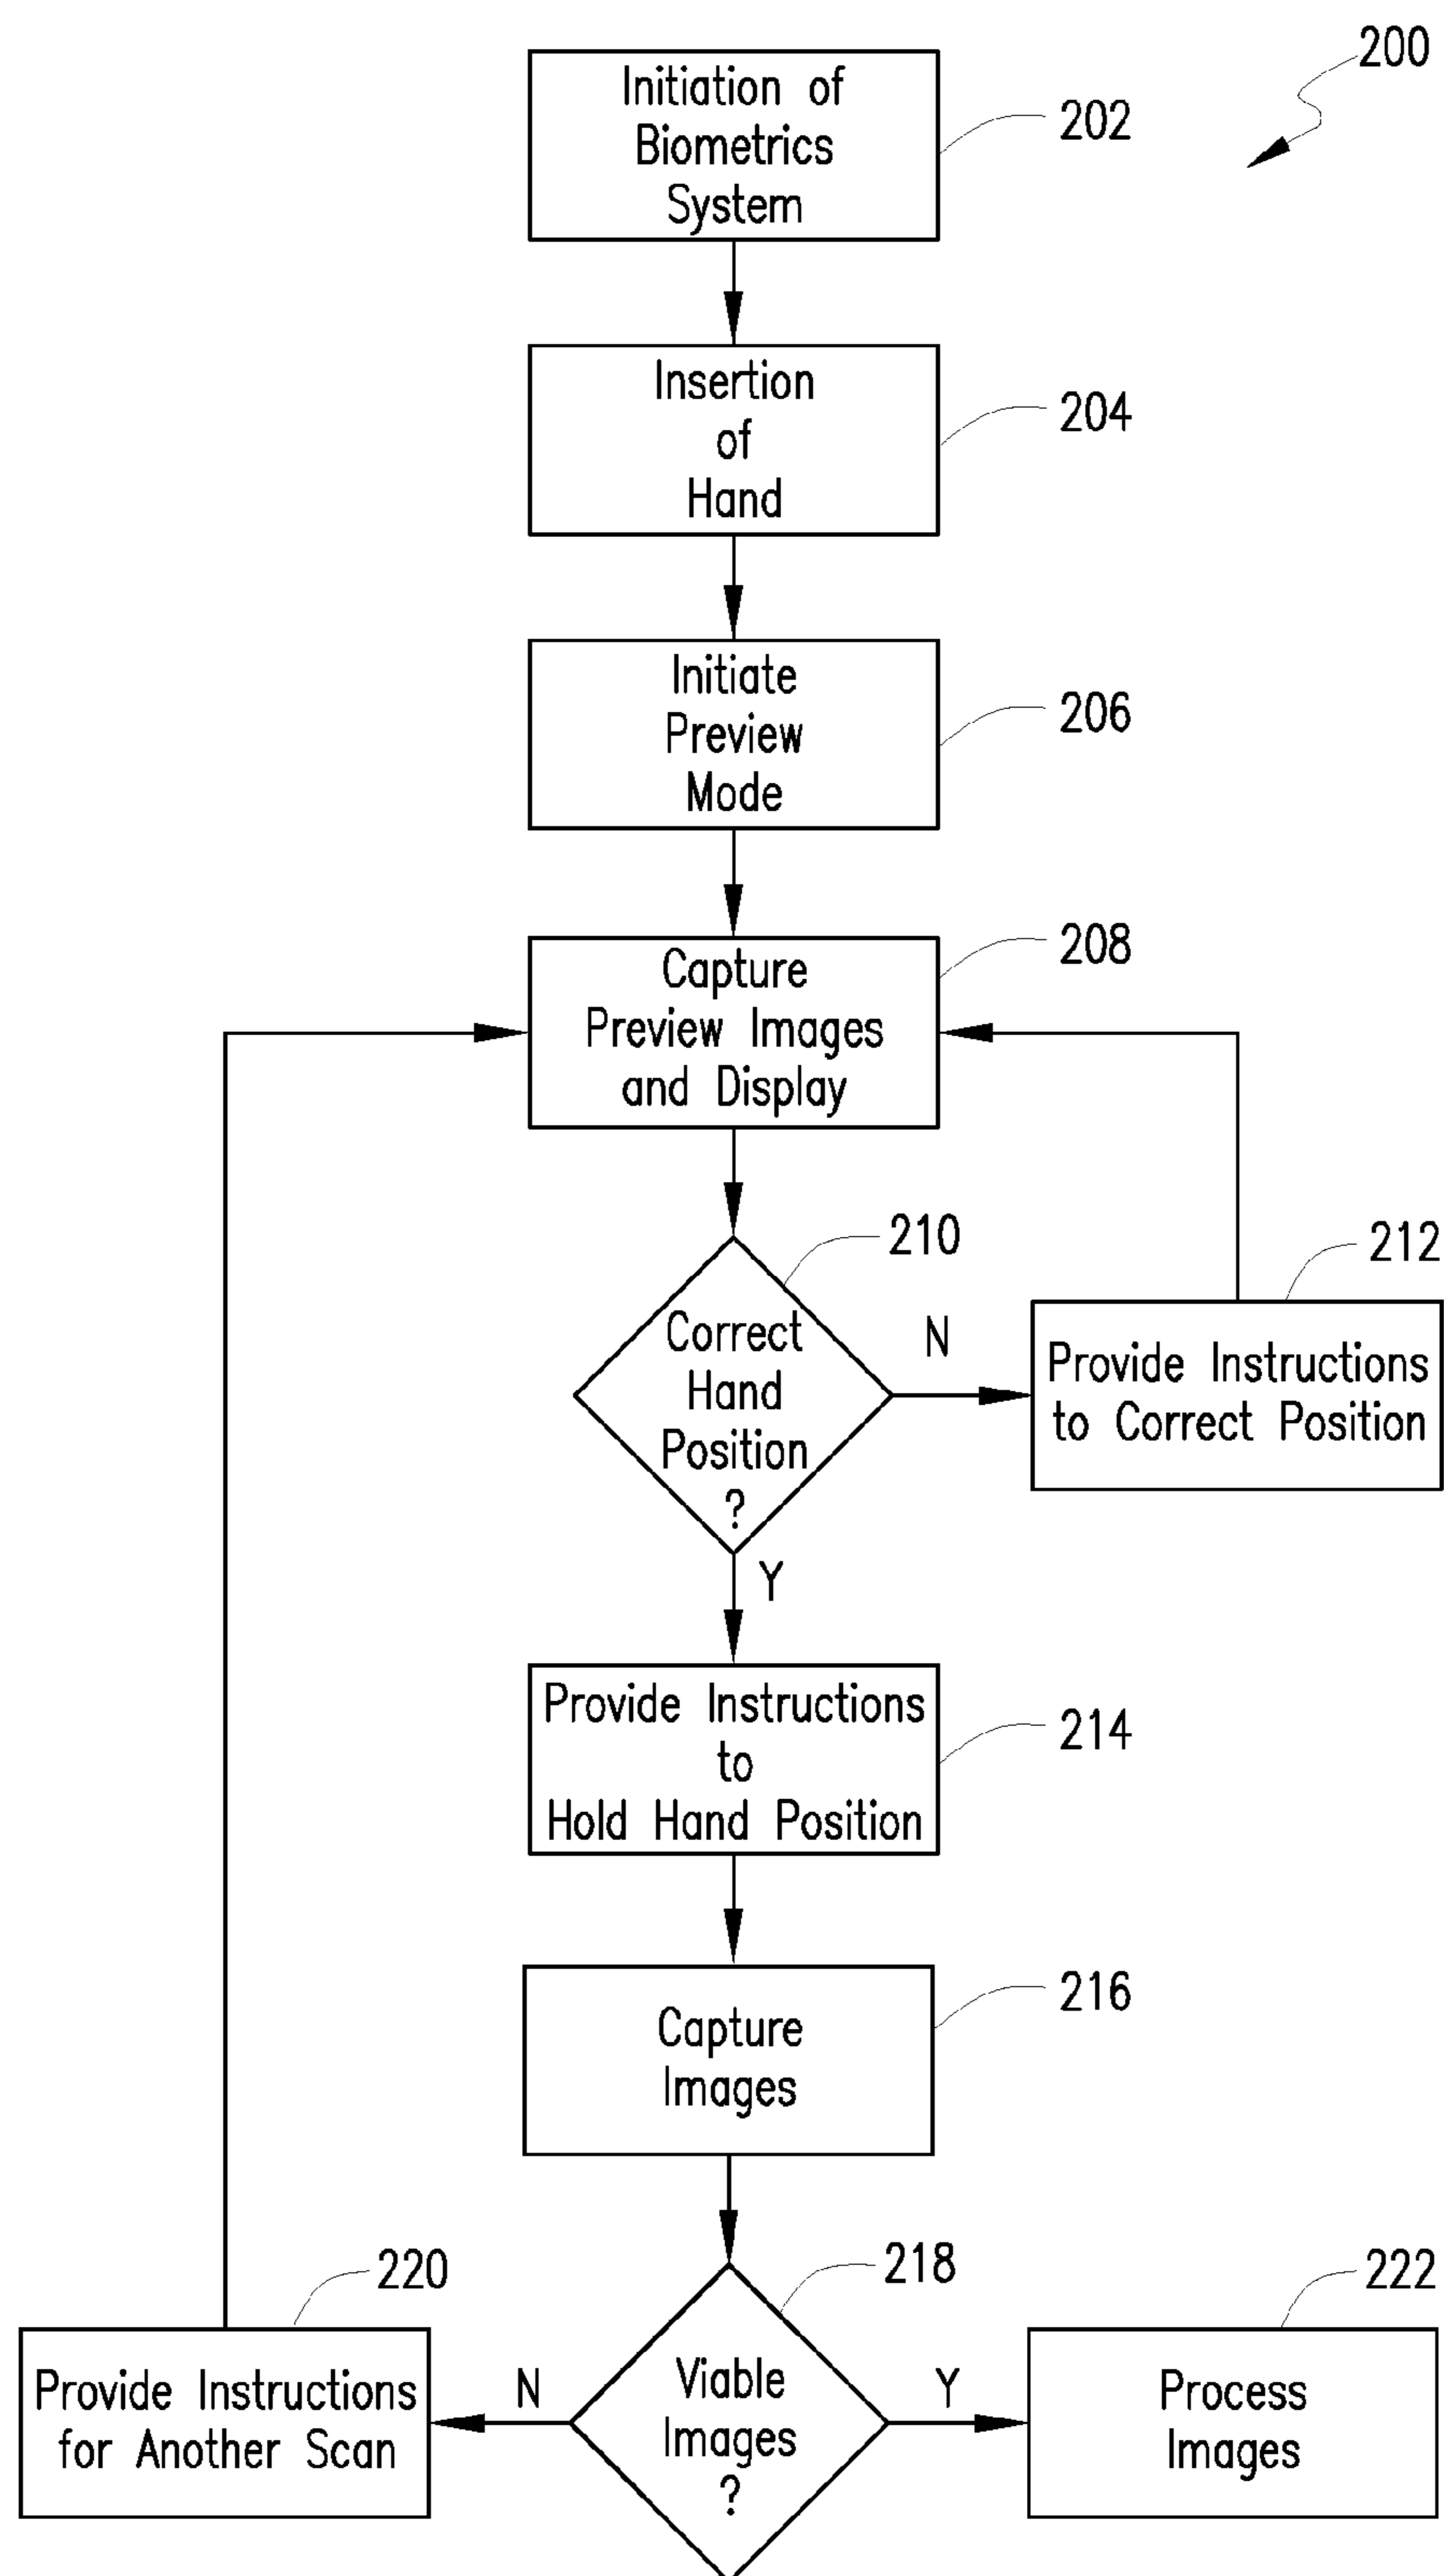 200
Initiation of
Biometrics
System
202
Insertion
of
Hand
204
Initiate
Preview
Mode
206
Capture
Preview Images
and Display
208
Correct
Hand
Position
?
210
N
Provide Instructions
to Correct Position
212
Y
Provide Instructions
to
Hold Hand Position
214
Capture
Images
216
Viable
Images
?
218
N
Provide Instructions
for Another Scan
220
Y
Process
Images
222